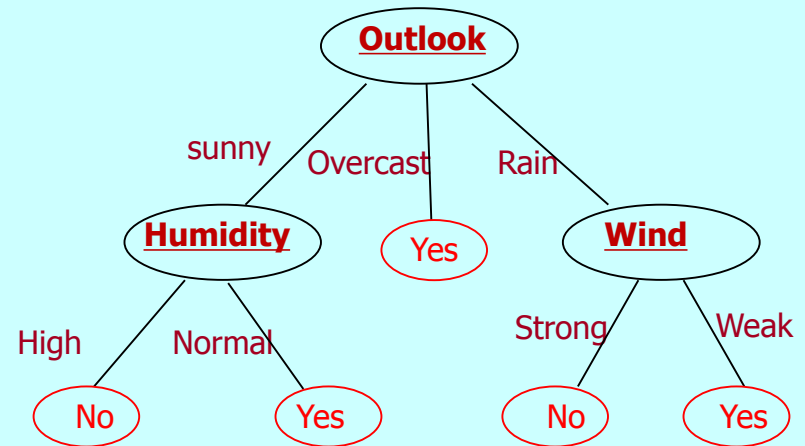 Outlook
sunny
Overcast
Rain
Humidity
Yes
Wind
High
Normal
Strong
Weak
No
Yes
No
Yes